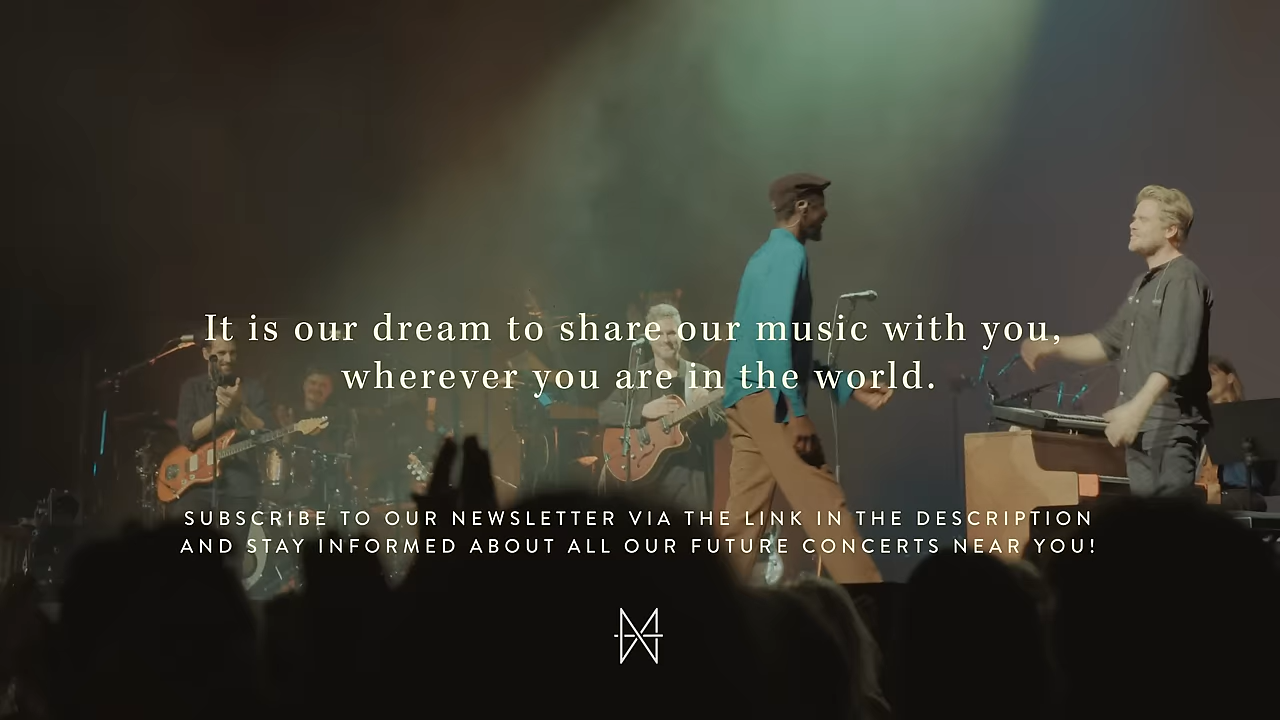 It is our dream to share our music with you,
wherever you are in the world.
SUBSCRIBE TO OUR NEWSLETTER VIA THE LINK IN THE DESCRIPTION
AND STAY INFORMED ABOUT ALL OUR FUTURE CONCERTS NEAR YOU!